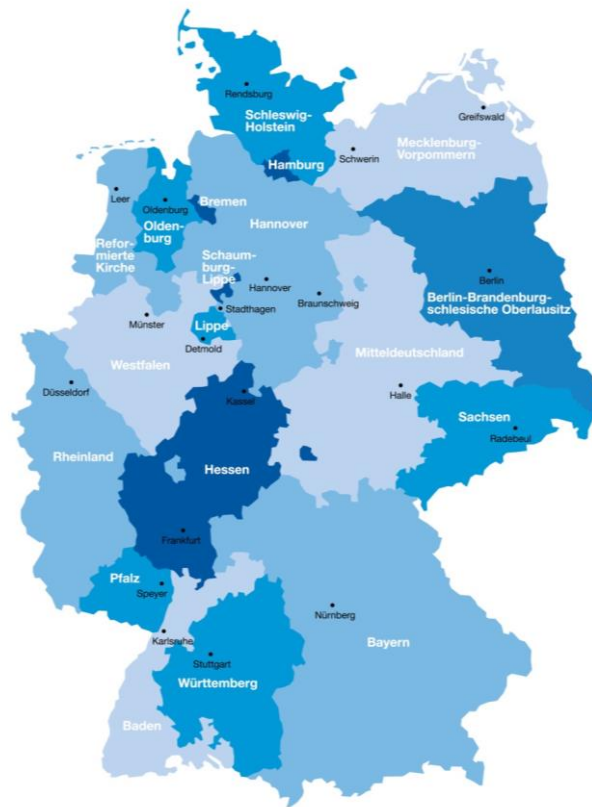 Rendsburg
Schleswig-
Holstein
Greifswald
Mecklenburg-
Vorpommern
Schwerin
Hamburg
Leer
Oldenburg
Olden-
burg
Bremen
Hannover
Refor-
mierte
Kirche
Schaum-
burg-
Lippe
Hannover
Braunschweig
Stadthagen
Berlin
Berlin-Brandenburg-
schlesische Oberlausitz
Münster
Lippe
Detmold
Westfalen
Mitteldeutschland
Düsseldorf
Kassel
Halle
Sachsen
Radebeul
Rheinland
Hessen
Frankfurt
Pfalz
Speyer
Nürnberg
Bayern
Karlsruhe
Stuttgart
Württemberg
Baden